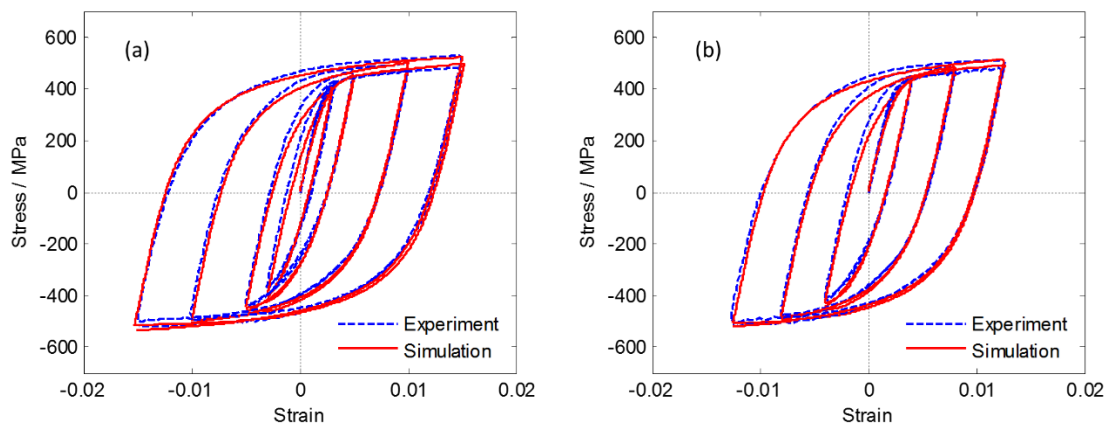 (a)
600
400
200
0
-200
-400
-600
Stress / MPa
Experiment
Simulation
-0.02 -0.01 0 0.01 0.02
Strain
(b)
600
400
200
0
-200
-400
-600
Stress / MPa
Experiment
Simulation
-0.02 -0.01 0 0.01 0.02
Strain